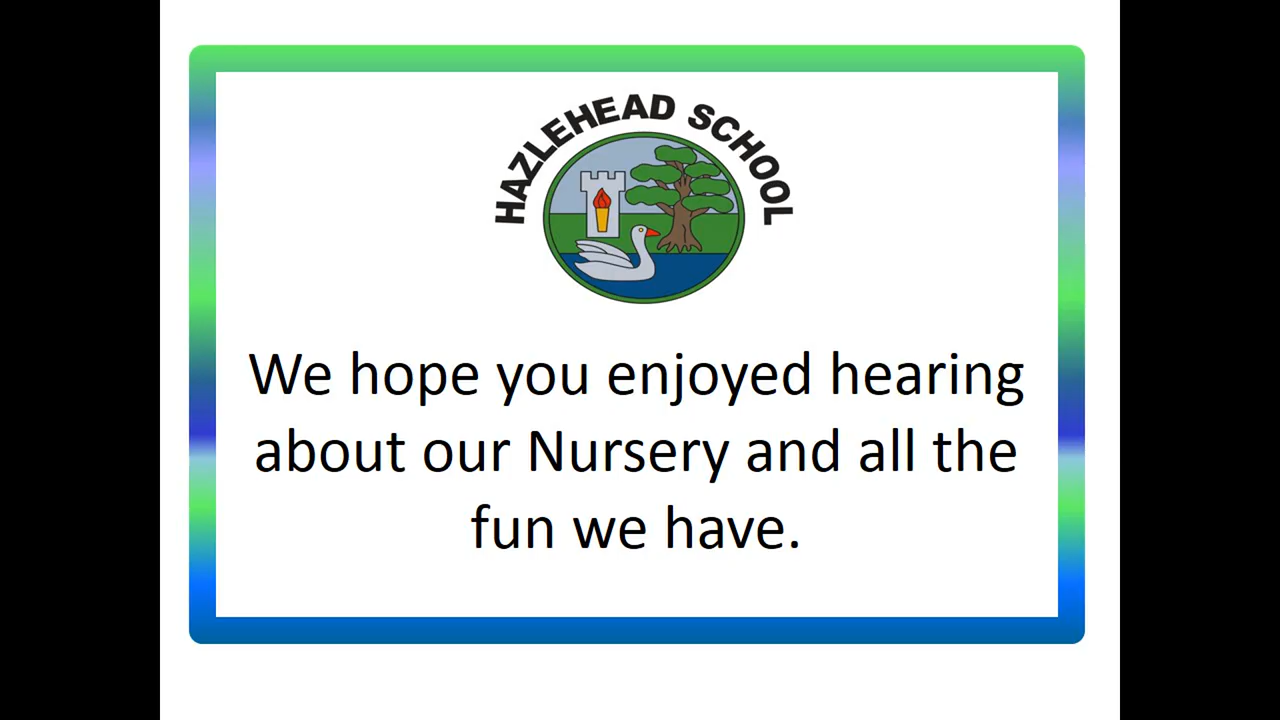 HAZLEHEAD SCHOOL
We hope you enjoyed hearing
about our Nursery and all the
fun we have.